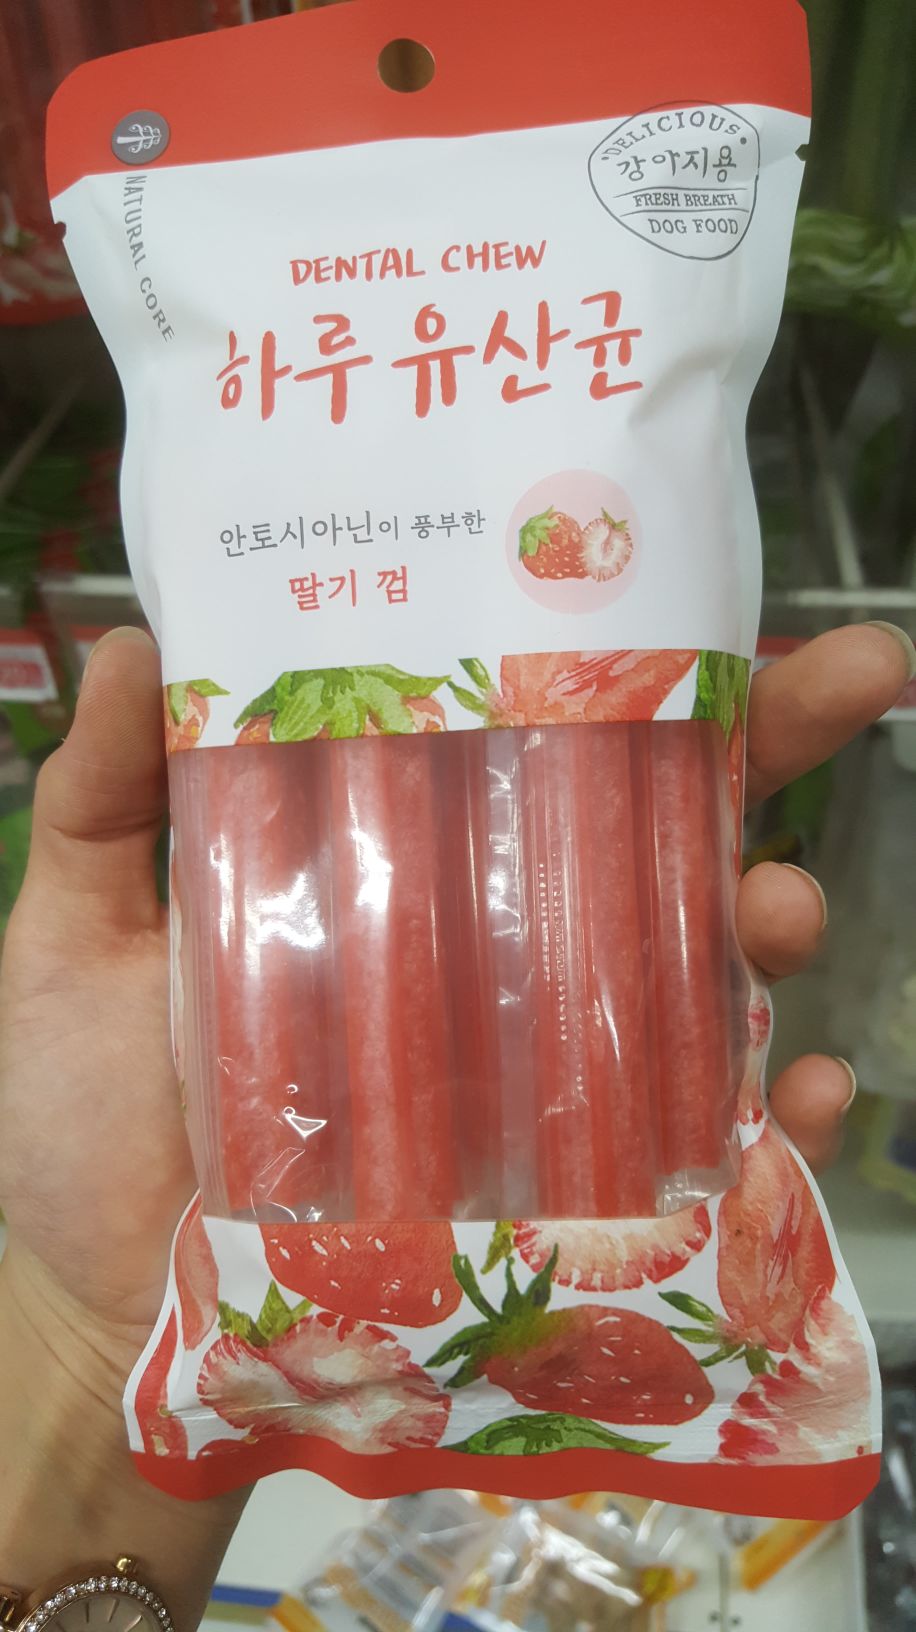 DELICIOUS
강아지용
FRESH BREATH
DOG FOOD
NATURAL CORE
DENTAL CHEW
하루 유산균
안토시아닌이 풍부한
딸기 껌